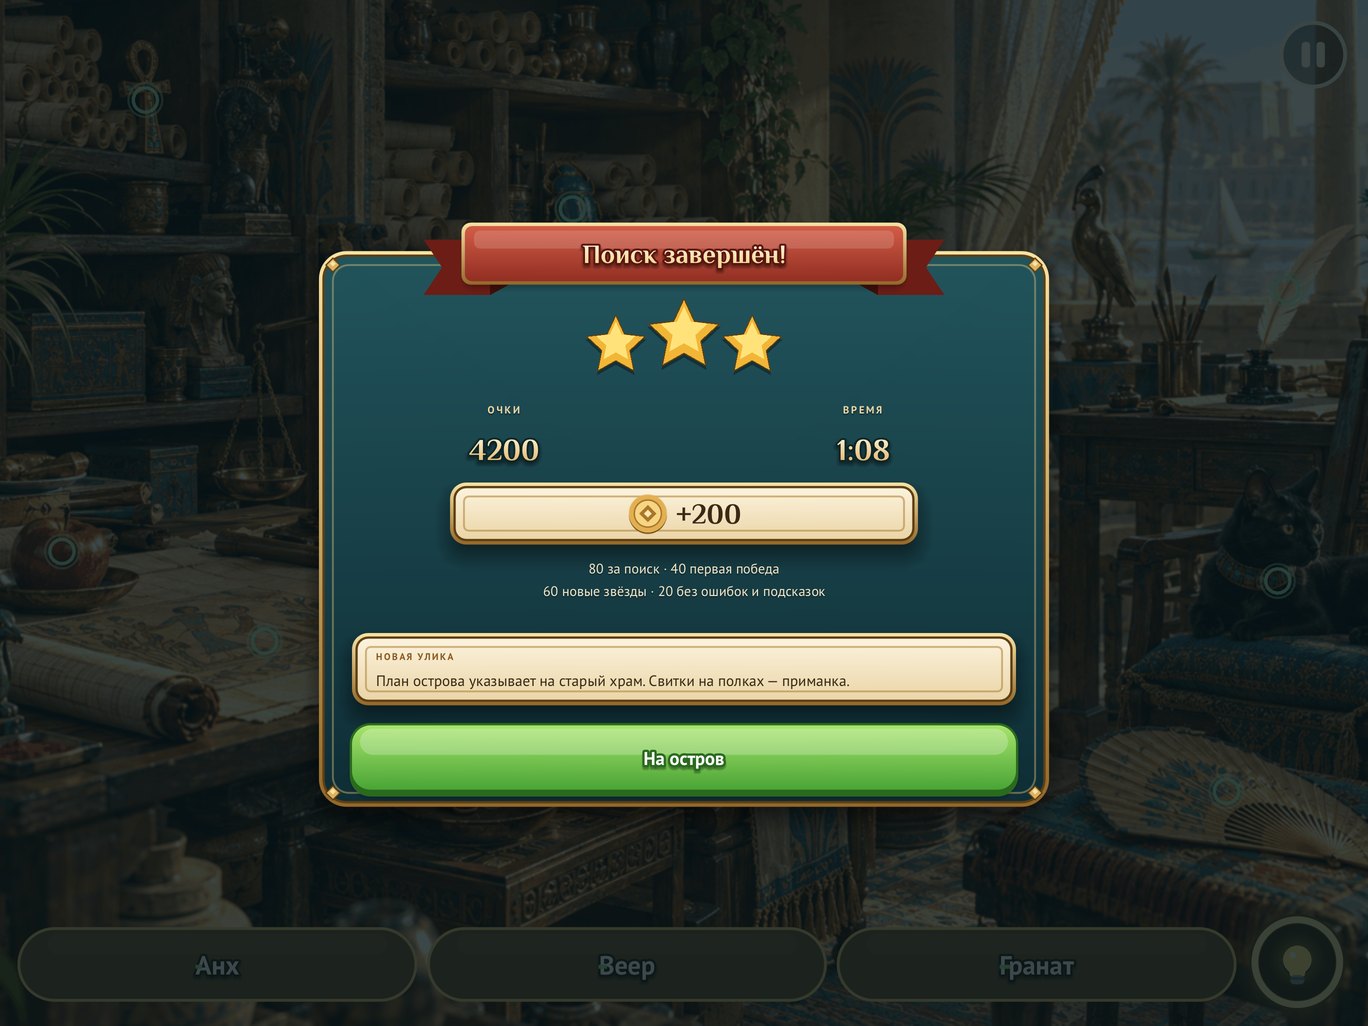 Поиск завершён!
ОЧКИ
ВРЕМЯ
4200
1:08
+200
80 за поиск · 40 первая победа
60 новые звёзды · 20 без ошибок и подсказок
НОВАЯ УЛИКА
План острова указывает на старый храм. Свитки на полках — приманка.
На остров
Анх
Веер
Гранат